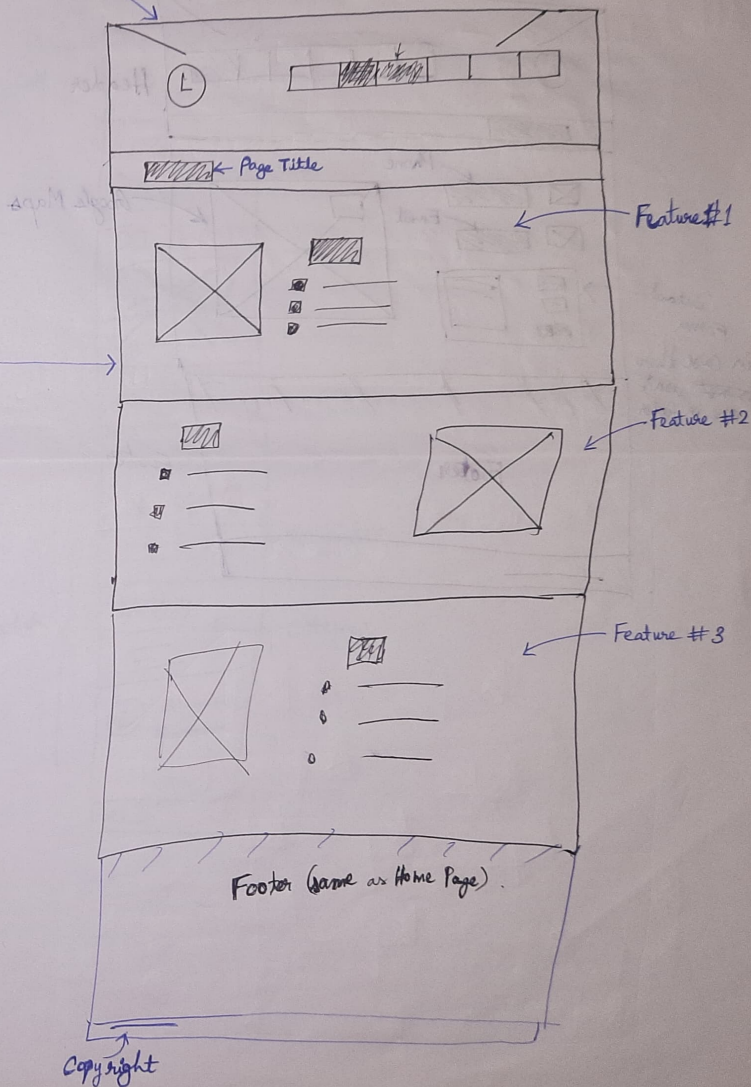 L
Page Title
Feature #1
Feature #2
Feature #3
Footer (same as Home Page).
Copyright